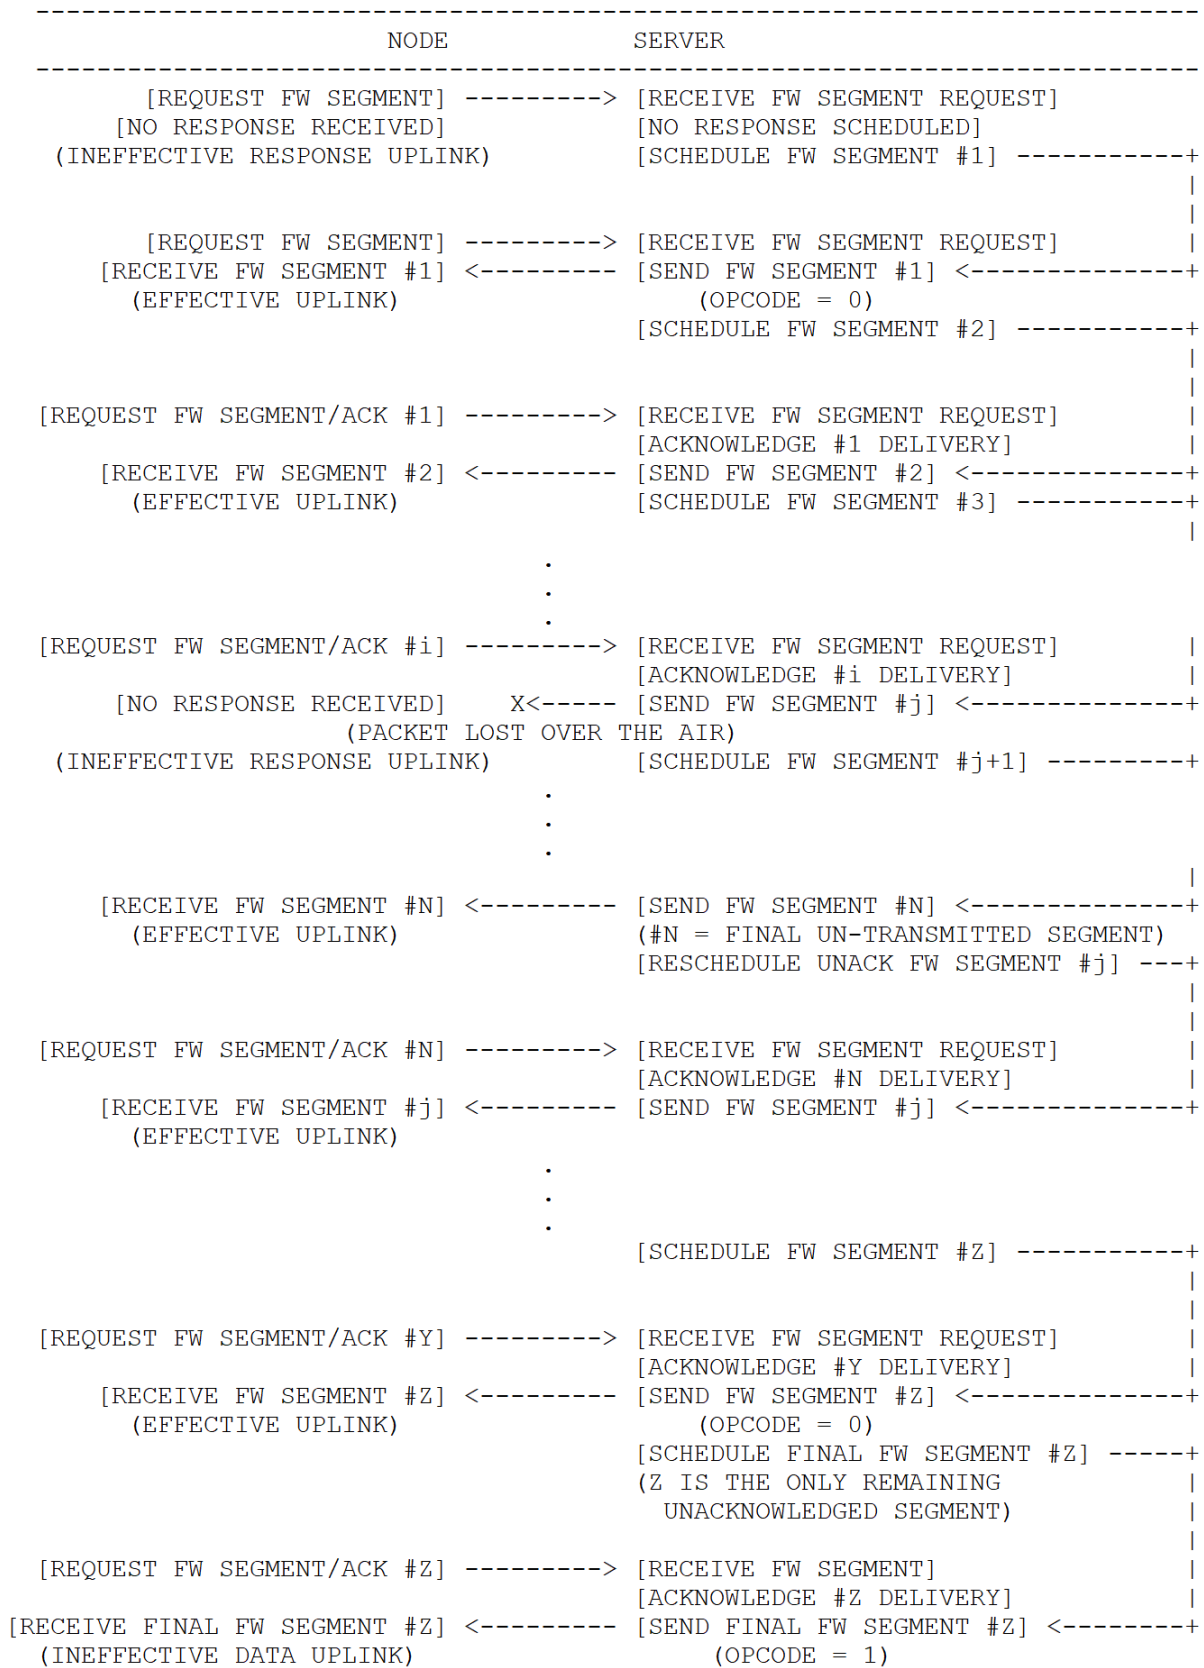 ----------------------------------------------------------------------------
NODE            SERVER
----------------------------------------------------------------------------
[REQUEST FW SEGMENT] ---------> [RECEIVE FW SEGMENT REQUEST]
[NO RESPONSE RECEIVED]            [NO RESPONSE SCHEDULED]
(INEFFECTIVE RESPONSE UPLINK)         [SCHEDULE FW SEGMENT #1] -----------+
|
|
[REQUEST FW SEGMENT] ---------> [RECEIVE FW SEGMENT REQUEST]        |
[RECEIVE FW SEGMENT #1] <--------- [SEND FW SEGMENT #1] <--------------+
(EFFECTIVE UPLINK)                   (OPCODE = 0)
[SCHEDULE FW SEGMENT #2] -----------+
|
|
[REQUEST FW SEGMENT/ACK #1] ---------> [RECEIVE FW SEGMENT REQUEST]        |
[ACKNOWLEDGE #1 DELIVERY]           |
[RECEIVE FW SEGMENT #2] <--------- [SEND FW SEGMENT #2] <--------------+
(EFFECTIVE UPLINK)               [SCHEDULE FW SEGMENT #3] -----------+
|
.
.
.
[REQUEST FW SEGMENT/ACK #i] ---------> [RECEIVE FW SEGMENT REQUEST]        |
[ACKNOWLEDGE #i DELIVERY]           |
[NO RESPONSE RECEIVED]    X<----- [SEND FW SEGMENT #j] <--------------+
(PACKET LOST OVER THE AIR)
(INEFFECTIVE RESPONSE UPLINK)         [SCHEDULE FW SEGMENT #j+1] ---------+
.
.
.
|
[RECEIVE FW SEGMENT #N] <--------- [SEND FW SEGMENT #N] <--------------+
(EFFECTIVE UPLINK)               (#N = FINAL UN-TRANSMITTED SEGMENT)
[RESCHEDULE UNACK FW SEGMENT #j] ---+
|
|
[REQUEST FW SEGMENT/ACK #N] ---------> [RECEIVE FW SEGMENT REQUEST]        |
[ACKNOWLEDGE #N DELIVERY]           |
[RECEIVE FW SEGMENT #j] <--------- [SEND FW SEGMENT #j] <--------------+
(EFFECTIVE UPLINK)
.
.
.
[SCHEDULE FW SEGMENT #Z] -----------+
|
|
[REQUEST FW SEGMENT/ACK #Y] ---------> [RECEIVE FW SEGMENT REQUEST]        |
[ACKNOWLEDGE #Y DELIVERY]           |
[RECEIVE FW SEGMENT #Z] <--------- [SEND FW SEGMENT #Z] <--------------+
(EFFECTIVE UPLINK)                   (OPCODE = 0)
[SCHEDULE FINAL FW SEGMENT #Z] -----+
(Z IS THE ONLY REMAINING            |
UNACKNOWLEDGED SEGMENT)           |
|
[REQUEST FW SEGMENT/ACK #Z] ---------> [RECEIVE FW SEGMENT]                |
[ACKNOWLEDGE #Z DELIVERY]           |
[RECEIVE FINAL FW SEGMENT #Z] <--------- [SEND FINAL FW SEGMENT #Z] <--------+
(INEFFECTIVE DATA UPLINK)                   (OPCODE = 1)